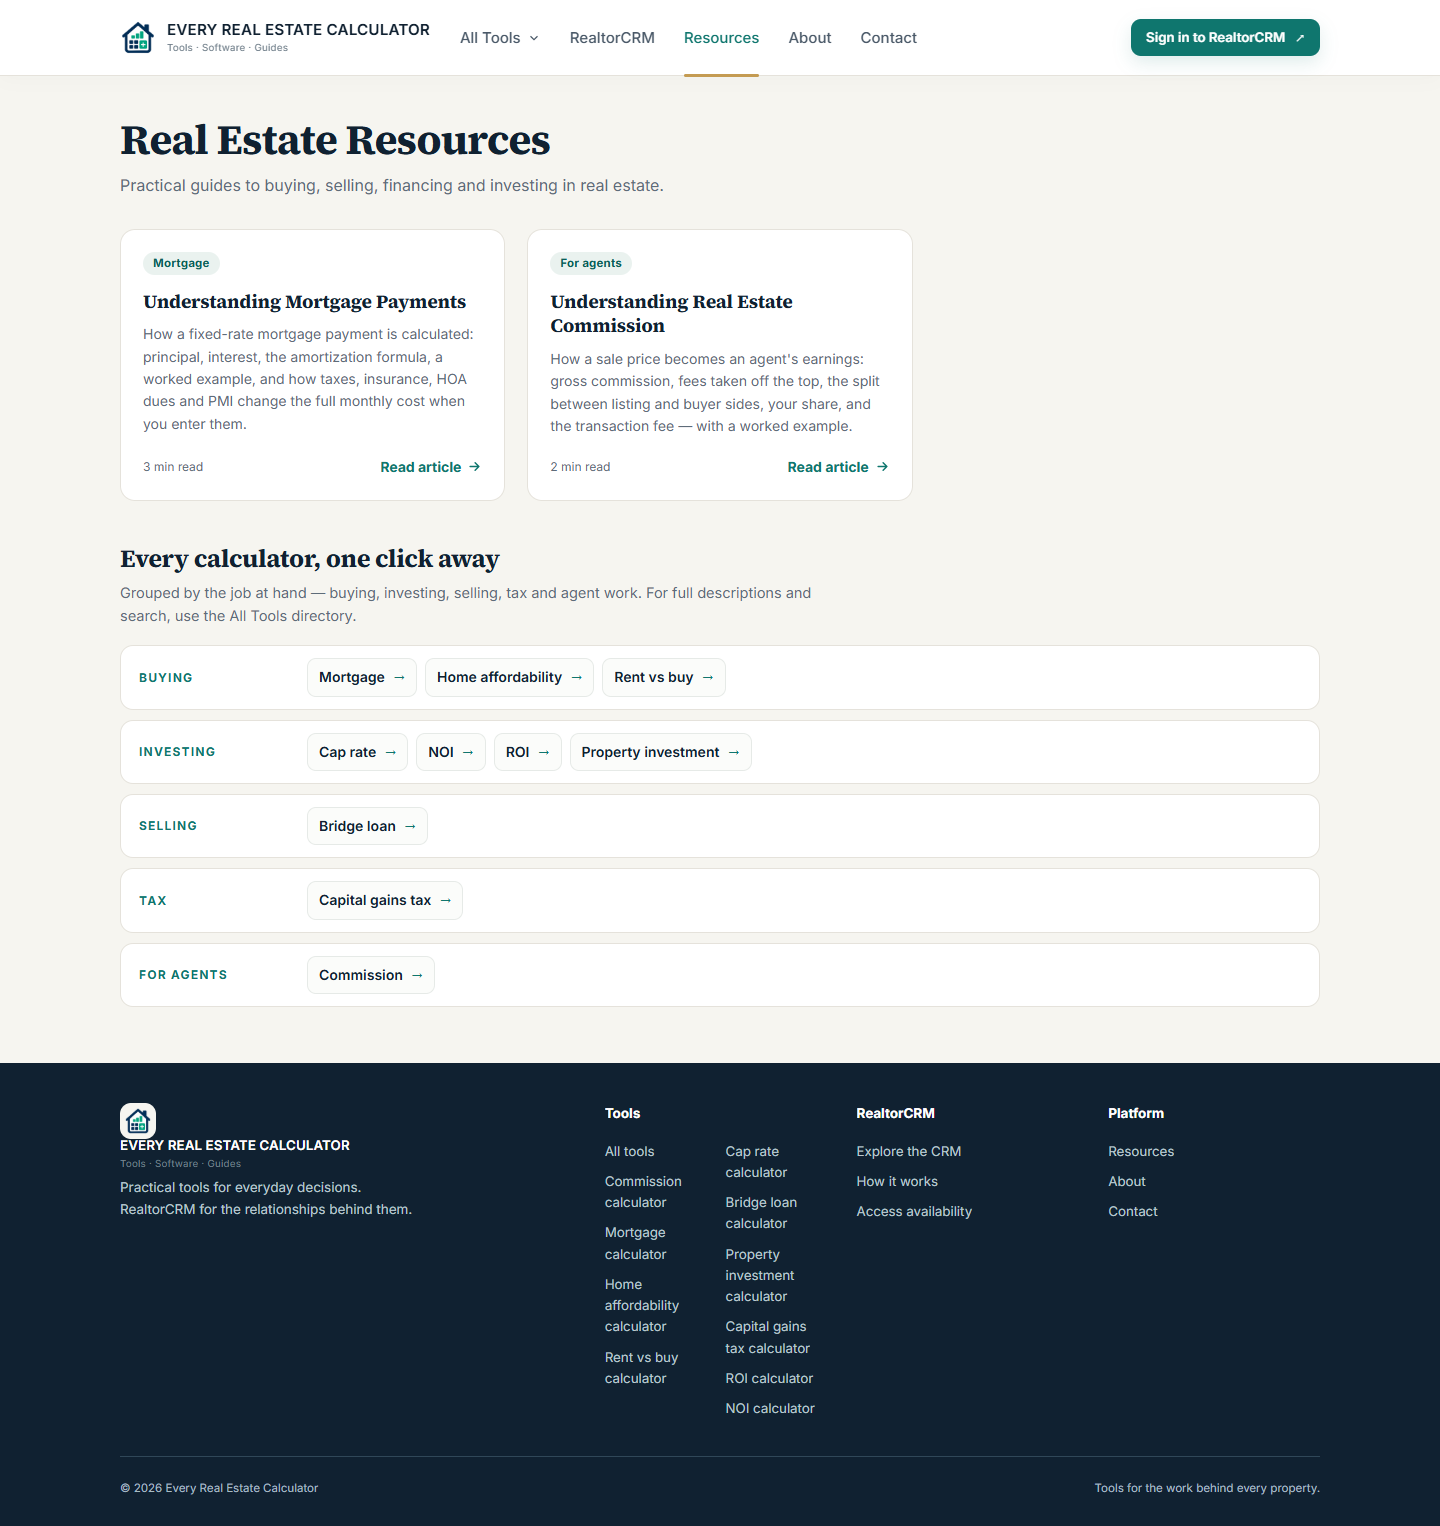 EVERY REAL ESTATE CALCULATOR
Tools · Software · Guides
All Tools
RealtorCRM
Resources
About
Contact
Sign in to RealtorCRM ↗
Real Estate Resources
Practical guides to buying, selling, financing and investing in real estate.
Mortgage
Understanding Mortgage Payments
How a fixed-rate mortgage payment is calculated:
principal, interest, the amortization formula, a
worked example, and how taxes, insurance, HOA
dues and PMI change the full monthly cost when
you enter them.
3 min read
Read article →
For agents
Understanding Real Estate
Commission
How a sale price becomes an agent's earnings:
gross commission, fees taken off the top, the split
between listing and buyer sides, your share, and
the transaction fee — with a worked example.
2 min read
Read article →
Every calculator, one click away
Grouped by the job at hand — buying, investing, selling, tax and agent work. For full descriptions and
search, use the All Tools directory.
BUYING
Mortgage →
Home affordability →
Rent vs buy →
INVESTING
Cap rate →
NOI →
ROI →
Property investment →
SELLING
Bridge loan →
TAX
Capital gains tax →
FOR AGENTS
Commission →
EVERY REAL ESTATE CALCULATOR
Tools · Software · Guides
Practical tools for everyday decisions.
RealtorCRM for the relationships behind them.
Tools
All tools
Commission
calculator
Mortgage
calculator
Home
affordability
calculator
Rent vs buy
calculator
Cap rate
calculator
Bridge loan
calculator
Property
investment
calculator
Capital gains
tax calculator
ROI calculator
NOI calculator
RealtorCRM
Explore the CRM
How it works
Access availability
Platform
Resources
About
Contact
© 2026 Every Real Estate Calculator
Tools for the work behind every property.